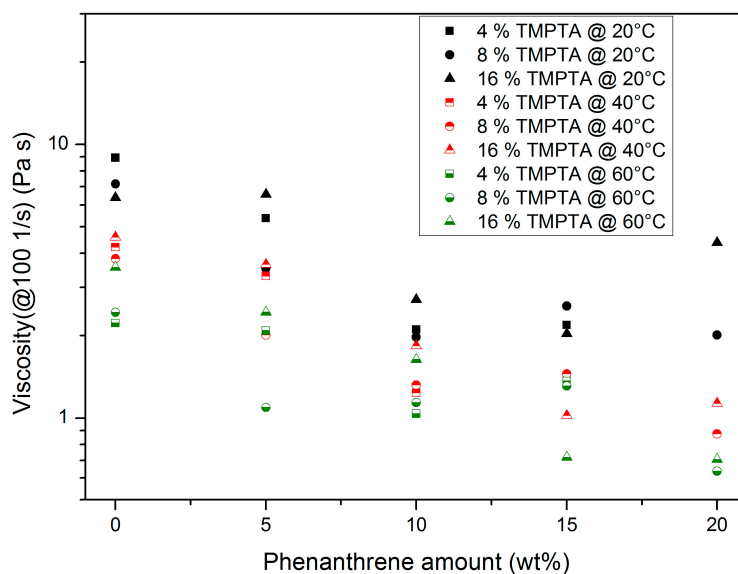 4 % TMPTA @ 20°C
8 % TMPTA @ 20°C
16 % TMPTA @ 20°C
4 % TMPTA @ 40°C
8 % TMPTA @ 40°C
16 % TMPTA @ 40°C
4 % TMPTA @ 60°C
8 % TMPTA @ 60°C
16 % TMPTA @ 60°C
10
1
Viscosity(@100 1/s) (Pa s)
0 5 10 15 20
Phenanthrene amount (wt%)